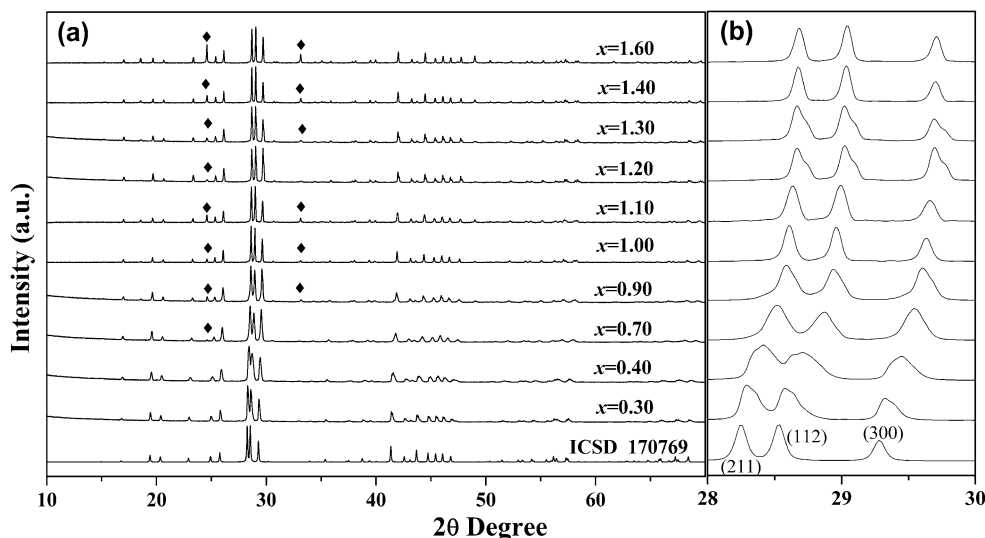 (a)
(b)
x=1.60
x=1.40
x=1.30
x=1.20
x=1.10
x=1.00
x=0.90
x=0.70
x=0.40
x=0.30
ICSD 170769
(211)
(112)
(300)
Intensity (a.u.)
10 20 30 40 50 60
28 29 30
2θ Degree